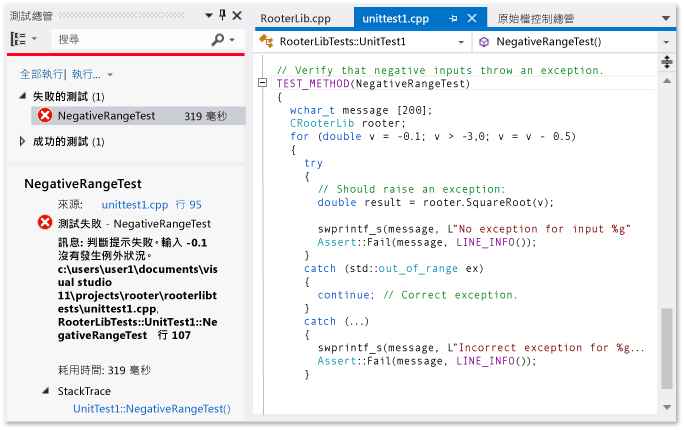 測試總管
搜尋
全部執行| 執行...
失敗的測試 (1)
NegativeRangeTest 319 毫秒
成功的測試 (1)
NegativeRangeTest
來源: unittest1.cpp 行 95
測試失敗 - NegativeRangeTest
訊息: 判斷提示失敗。輸入 -0.1
沒有發生例外狀況。
c:\users\user1\documents\vis
ual studio
11\projects\rooter\rooterlibt
ests\unittest1.cpp,
RooterLibTests::UnitTest1::Ne
gativeRangeTest 行 107
耗用時間: 319 毫秒
StackTrace
UnitTest1::NegativeRangeTest()
RooterLib.cpp unittest1.cpp 原始檔控制總管
RooterLibTests::UnitTest1 NegativeRangeTest()
// Verify that negative inputs throw an exception.
TEST_METHOD(NegativeRangeTest)
{
wchar_t message [200];
CRooterLib rooter;
for (double v = -0.1; v > -3,0; v = v - 0.5)
{
try
{
// Should raise an exception:
double result = rooter.SquareRoot(v);
swprintf_s(message, L"No exception for input %g"
Assert::Fail(message, LINE_INFO());
}
catch (std::out_of_range ex)
{
continue; // Correct exception.
}
catch (...)
{
swprintf_s(message, L"Incorrect exception for %g...
Assert::Fail(message, LINE_INFO());
}